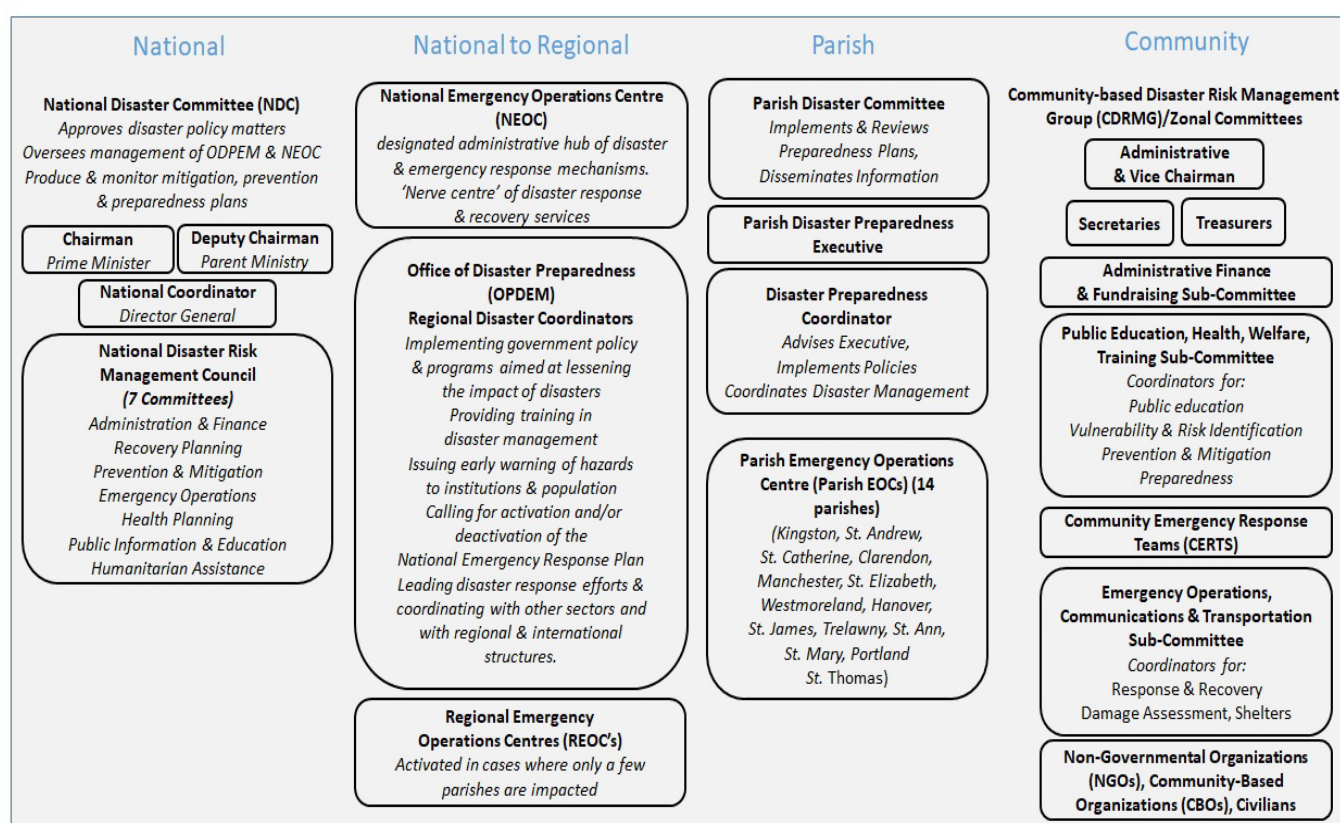 National
National Disaster Committee (NDC)
Approves disaster policy matters
Oversees management of ODPEM & NEOC
Produce & monitor mitigation, prevention
& preparedness plans
Chairman
Prime Minister
Deputy Chairman
Parent Ministry
National Coordinator
Director General
National Disaster Risk
Management Council
(7 Committees)
Administration & Finance
Recovery Planning
Prevention & Mitigation
Emergency Operations
Health Planning
Public Information & Education
Humanitarian Assistance
National to Regional
National Emergency Operations Centre
(NEOC)
designated administrative hub of disaster
& emergency response mechanisms.
‘Nerve centre’ of disaster response
& recovery services
Office of Disaster Preparedness
(OPDEM)
Regional Disaster Coordinators
Implementing government policy
& programs aimed at lessening
the impact of disasters
Providing training in
disaster management
Issuing early warning of hazards
to institutions & population
Calling for activation and/or
deactivation of the
National Emergency Response Plan
Leading disaster response efforts &
coordinating with other sectors and
with regional & international
structures.
Regional Emergency
Operations Centres (REOC’s)
Activated in cases where only a few
parishes are impacted
Parish
Parish Disaster Committee
Implements & Reviews
Preparedness Plans,
Disseminates Information
Parish Disaster Preparedness
Executive
Disaster Preparedness
Coordinator
Advises Executive,
Implements Policies
Coordinates Disaster Management
Parish Emergency Operations
Centre (Parish EOCs) (14
parishes)
(Kingston, St. Andrew,
St. Catherine, Clarendon,
Manchester, St. Elizabeth,
Westmoreland, Hanover,
St. James, Trelawny, St. Ann,
St. Mary, Portland
St. Thomas)
Community
Community-based Disaster Risk Management
Group (CDRMG)/Zonal Committees
Administrative
& Vice Chairman
Secretaries
Treasurers
Administrative Finance
& Fundraising Sub-Committee
Public Education, Health, Welfare,
Training Sub-Committee
Coordinators for:
Public education
Vulnerability & Risk Identification
Prevention & Mitigation
Preparedness
Community Emergency Response
Teams (CERTS)
Emergency Operations,
Communications & Transportation
Sub-Committee
Coordinators for:
Response & Recovery
Damage Assessment, Shelters
Non-Governmental Organizations
(NGOs), Community-Based
Organizations (CBOs), Civilians